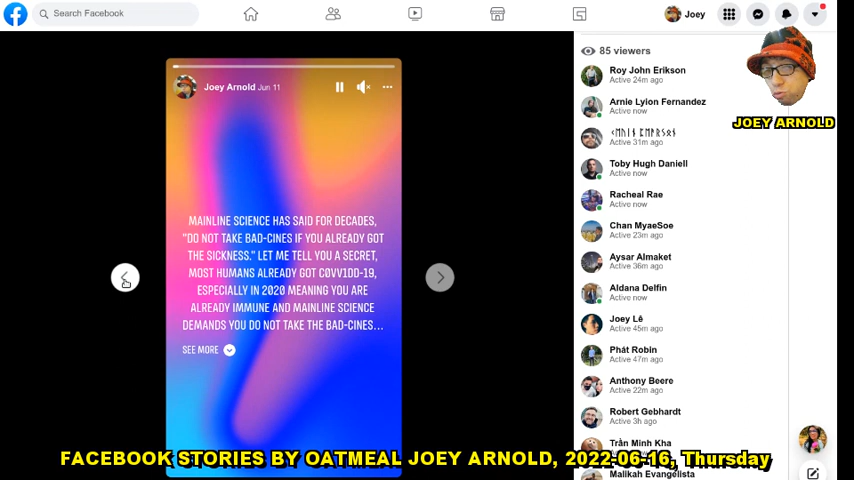 Search Facebook
Joey
85 viewers
Roy John Erikson
Active 24m ago
JOEY ARNOLD
Arnie Lyion Fernandez
Active now
Active 31m ago
Toby Hugh Daniell
Active now
Racheal Rae
Active now
Chan MyaeSoe
Active 23m ago
Aysar Almaket
Active 36m ago
Aldana Delfin
Active now
Joey Lê
Active 45m ago
Phát Robin
Active 47m ago
Anthony Beere
Active 22m ago
Robert Gebhardt
Active 3h ago
Trần Minh Kha
Malikah Evangelista
Joey Arnold Jun 11
MAINLINE SCIENCE HAS SAID FOR DECADES,
"DO NOT TAKE BAD-CINES IF YOU ALREADY GOT
THE SICKNESS." LET ME TELL YOU A SECRET,
MOST HUMANS ALREADY GOT COVV1DD-19,
ESPECIALLY IN 2020 MEANING YOU ARE
ALREADY IMMUNE AND MAINLINE SCIENCE
DEMANDS YOU DO NOT TAKE THE BAD-CINES...
SEE MORE
FACEBOOK STORIES BY OATMEAL JOEY ARNOLD, 2022-06-16, Thursday